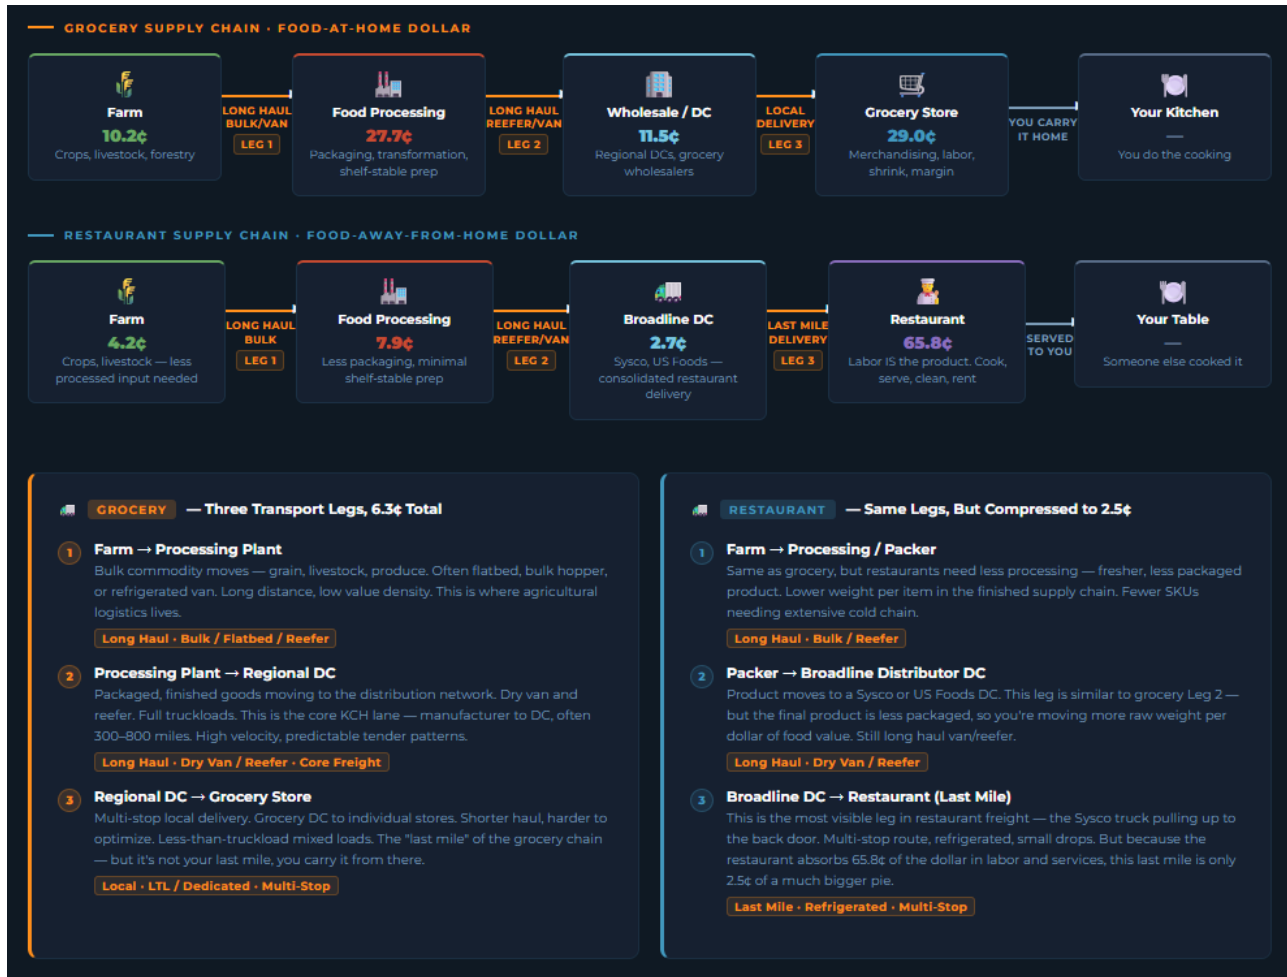 GROCERY SUPPLY CHAIN · FOOD-AT-HOME DOLLAR
Farm
10.2¢
Crops, livestock, forestry
LONG HAUL
BULK/VAN
LEG 1
Food Processing
27.7¢
Packaging, transformation,
shelf-stable prep
LONG HAUL
REEFER/VAN
LEG 2
Wholesale / DC
11.5¢
Regional DCs, grocery
wholesalers
LOCAL
DELIVERY
LEG 3
Grocery Store
29.0¢
Merchandising, labor,
shrink, margin
YOU CARRY
IT HOME
Your Kitchen
—
You do the cooking
RESTAURANT SUPPLY CHAIN · FOOD-AWAY-FROM-HOME DOLLAR
Farm
4.2¢
Crops, livestock — less
processed input needed
LONG HAUL
BULK
LEG 1
Food Processing
7.9¢
Less packaging, minimal
shelf-stable prep
LONG HAUL
REEFER/VAN
LEG 2
Broadline DC
2.7¢
Sysco, US Foods —
consolidated restaurant
delivery
LAST MILE
DELIVERY
LEG 3
Restaurant
65.8¢
Labor IS the product. Cook,
serve, clean, rent
SERVED
TO YOU
Your Table
—
Someone else cooked it
GROCERY — Three Transport Legs, 6.3¢ Total
1 Farm → Processing Plant
Bulk commodity moves — grain, livestock, produce. Often flatbed, bulk hopper,
or refrigerated van. Long distance, low value density. This is where agricultural
logistics lives.
Long Haul · Bulk / Flatbed / Reefer
2 Processing Plant → Regional DC
Packaged, finished goods moving to the distribution network. Dry van and
reefer. Full truckloads. This is the core KCH lane — manufacturer to DC, often
300–800 miles. High velocity, predictable tender patterns.
Long Haul · Dry Van / Reefer · Core Freight
3 Regional DC → Grocery Store
Multi-stop local delivery. Grocery DC to individual stores. Shorter haul, harder to
optimize. Less-than-truckload mixed loads. The "last mile" of the grocery chain
— but it's not your last mile, you carry it from there.
Local · LTL / Dedicated · Multi-Stop
RESTAURANT — Same Legs, But Compressed to 2.5¢
1 Farm → Processing / Packer
Same as grocery, but restaurants need less processing — fresher, less packaged
product. Lower weight per item in the finished supply chain. Fewer SKUs
needing extensive cold chain.
Long Haul · Bulk / Reefer
2 Packer → Broadline Distributor DC
Product moves to a Sysco or US Foods DC. This leg is similar to grocery Leg 2 —
but the final product is less packaged, so you're moving more raw weight per
dollar of food value. Still long haul van/reefer.
Long Haul · Dry Van / Reefer
3 Broadline DC → Restaurant (Last Mile)
This is the most visible leg in restaurant freight — the Sysco truck pulling up to
the back door. Multi-stop route, refrigerated, small drops. But because the
restaurant absorbs 65.8¢ of the dollar in labor and services, this last mile is only
2.5¢ of a much bigger pie.
Last Mile · Refrigerated · Multi-Stop